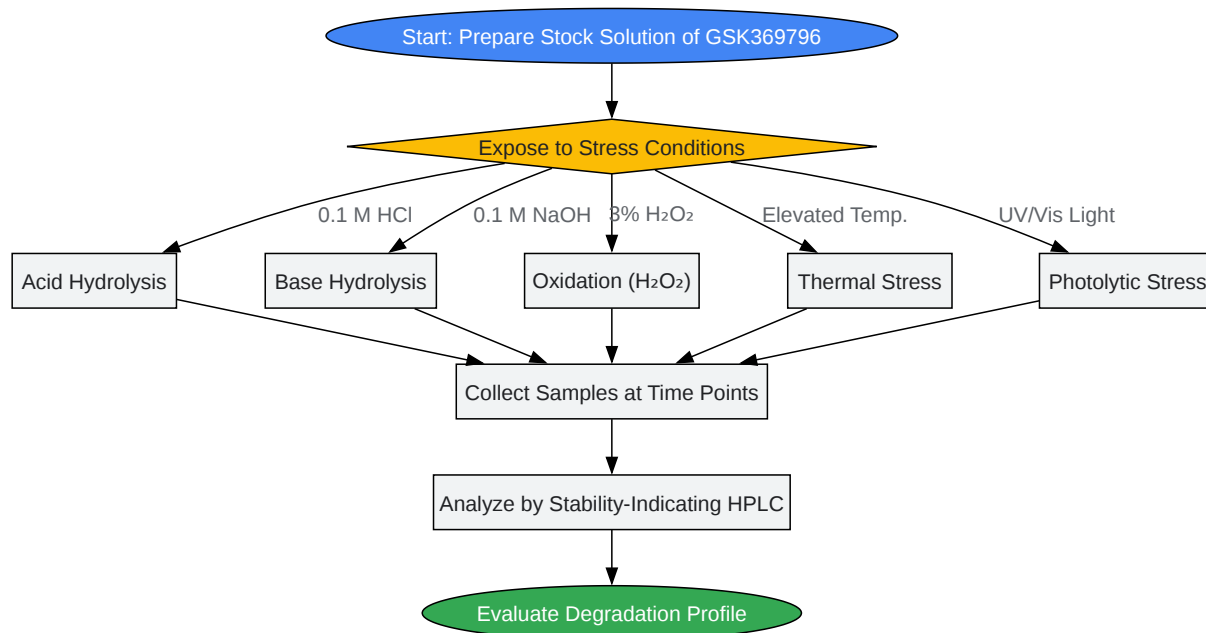 Start: Prepare Stock Solution of GSK369796
Expose to Stress Conditions
0.1 M HCl
0.1 M NaOH
3% H₂O₂
Elevated Temp.
UV/Vis Light
Acid Hydrolysis
Base Hydrolysis
Oxidation (H₂O₂)
Thermal Stress
Photolytic Stress
Collect Samples at Time Points
Analyze by Stability-Indicating HPLC
Evaluate Degradation Profile